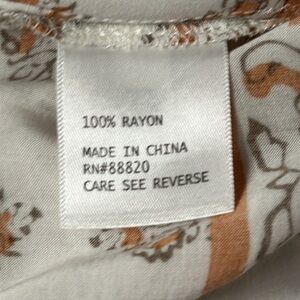 100% RAYON
MADE IN CHINA
RN#88820
CARE SEE REVERSE